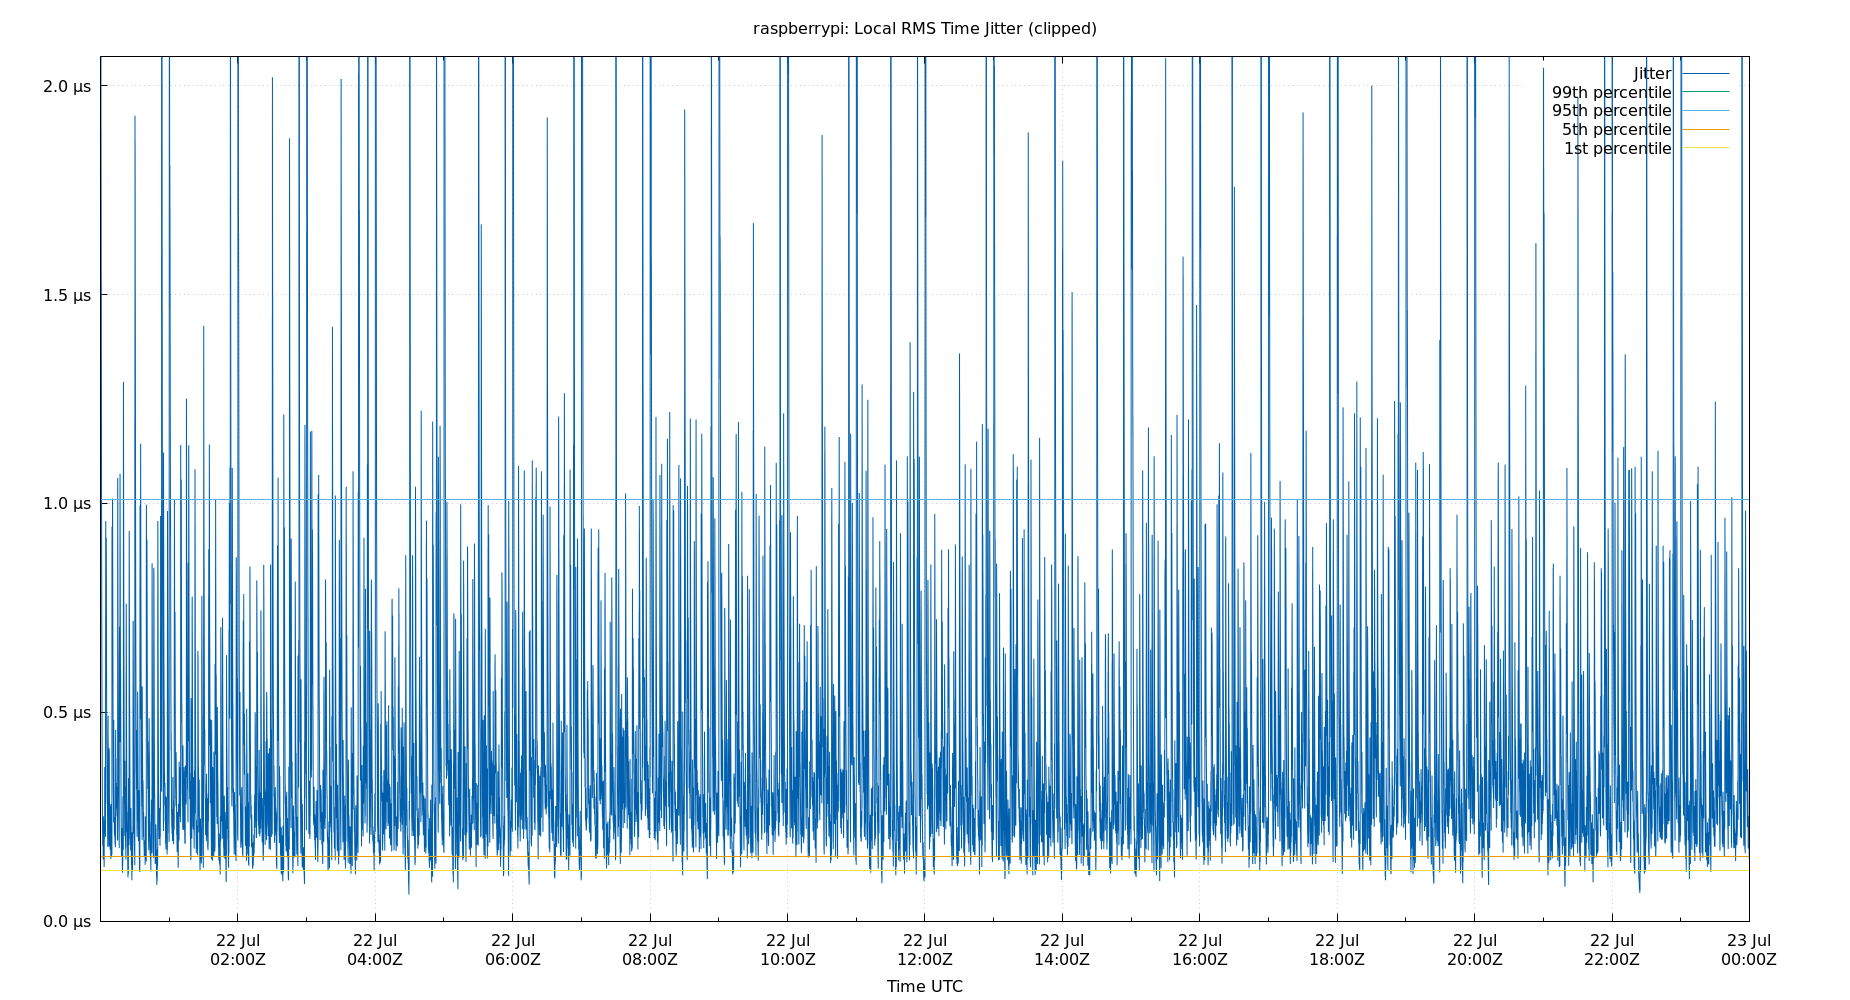 raspberrypi: Local RMS Time Jitter (clipped)
2.0 µs
1.5 µs
1.0 µs
0.5 µs
0.0 µs
Jitter
99th percentile
95th percentile
5th percentile
1st percentile
22 Jul 22 Jul 22 Jul 22 Jul 22 Jul 22 Jul 22 Jul 22 Jul 22 Jul 22 Jul 22 Jul 23 Jul
02:00Z 04:00Z 06:00Z 08:00Z 10:00Z 12:00Z 14:00Z 16:00Z 18:00Z 20:00Z 22:00Z 00:00Z
Time UTC